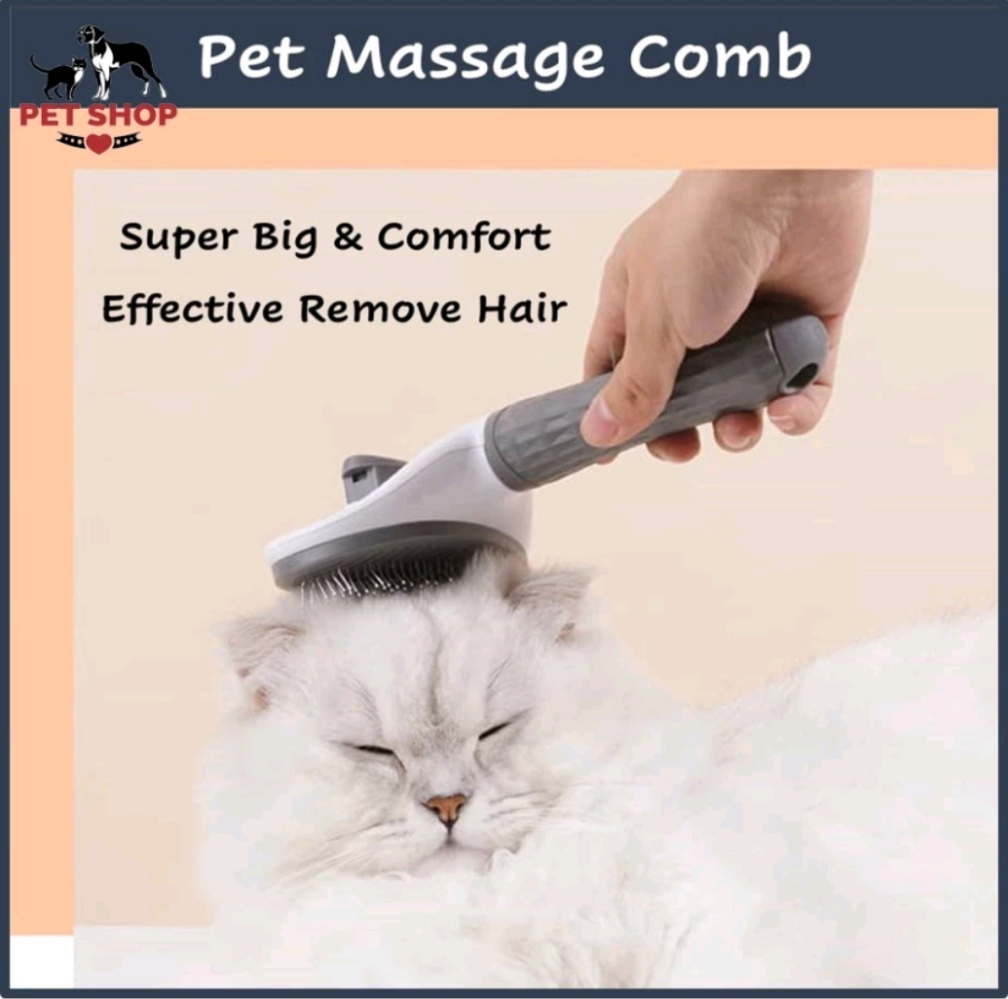 Pet Massage Comb
PET SHOP
Super Big & Comfort
Effective Remove Hair